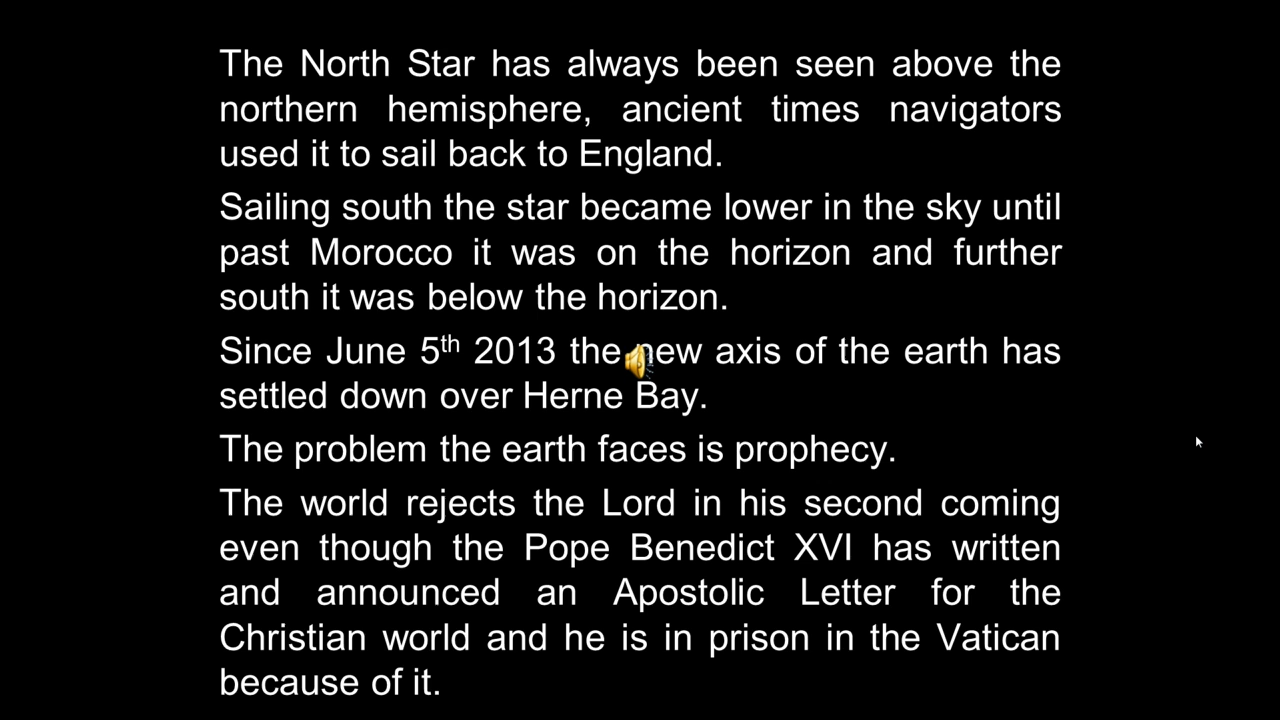 The North Star has always been seen above the
northern hemisphere, ancient times navigators
used it to sail back to England.
Sailing south the star became lower in the sky until
past Morocco it was on the horizon and further
south it was below the horizon.
Since June 5th 2013 the new axis of the earth has
settled down over Herne Bay.
The problem the earth faces is prophecy.
The world rejects the Lord in his second coming
even though the Pope Benedict XVI has written
and announced an Apostolic Letter for the
Christian world and he is in prison in the Vatican
because of it.